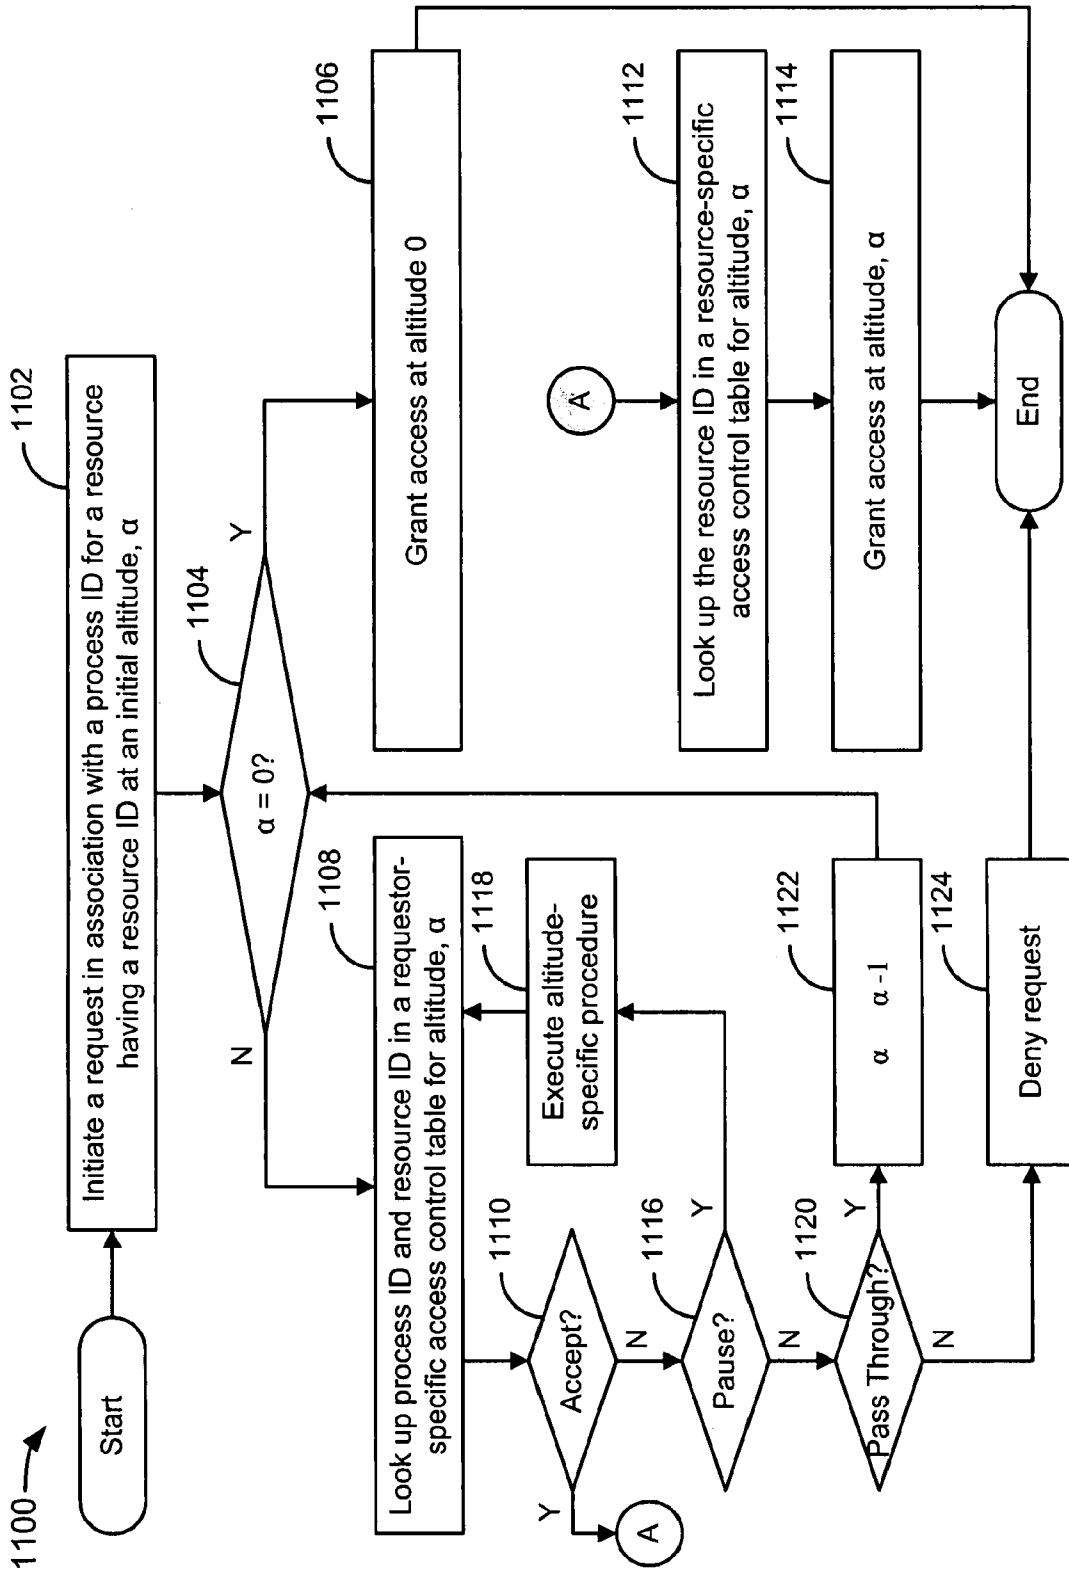 1100
Start
1102
Initiate a request in association with a process ID for a resource
having a resource ID at an initial altitude, α
1104
α = 0?
Y
N
1106
Grant access at altitude 0
1108
Look up process ID and resource ID in a requestor-
specific access control table for altitude, α
1110
Accept?
Y
A
N
1116
Pause?
Y
N
1118
Execute altitude-
specific procedure
1120
Pass Through?
Y
N
1122
α α -1
1124
Deny request
A
1112
Look up the resource ID in a resource-specific
access control table for altitude, α
1114
Grant access at altitude, α
End